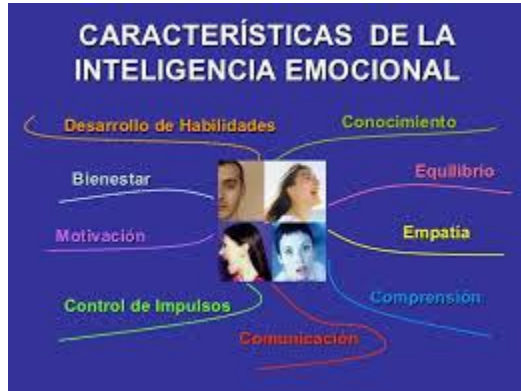 CARACTERÍSTICAS DE LA
INTELIGENCIA EMOCIONAL
Desarrollo de Habilidades
Conocimiento
Bienestar
Equilibrio
Motivación
Empatía
Control de Impulsos
Comprensión
Comunicación